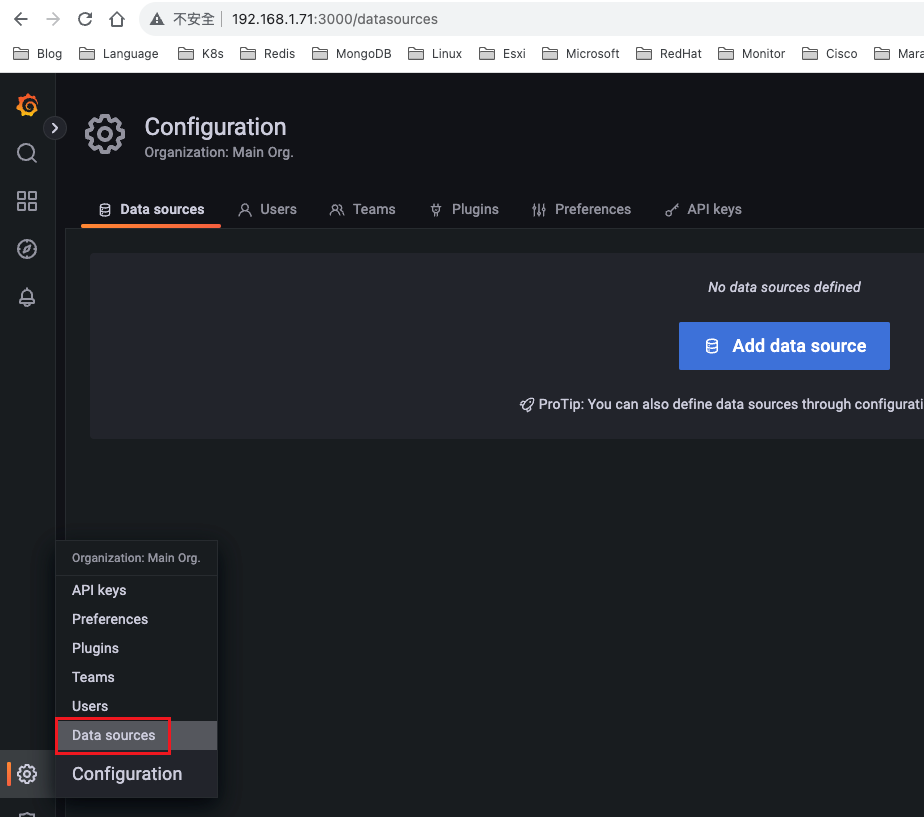 不安全 192.168.1.71:3000/datasources
Blog Language K8s Redis MongoDB Linux Esxi Microsoft RedHat Monitor Cisco Mara
Configuration
Organization: Main Org.
Data sources Users Teams Plugins Preferences API keys
No data sources defined
Add data source
ProTip: You can also define data sources through configurati
Organization: Main Org.
API keys
Preferences
Plugins
Teams
Users
Data sources
Configuration